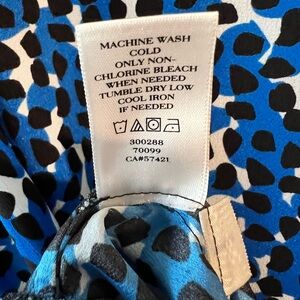 MACHINE WASH
COLD
ONLY NON-
CHLORINE BLEACH
WHEN NEEDED
TUMBLE DRY LOW
COOL IRON
IF NEEDED
300288
70099
CA#57421